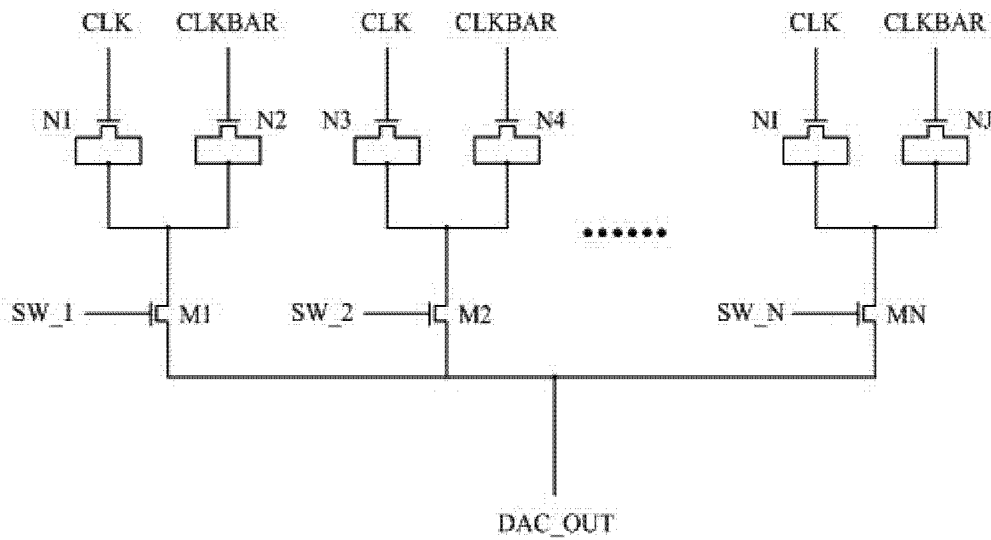 CLK CLKBAR CLK CLKBAR CLK CLKBAR
N1 N2 N3 N4 NI NJ
SW_1 M1 SW_2 M2 SW_N MN
DAC_OUT